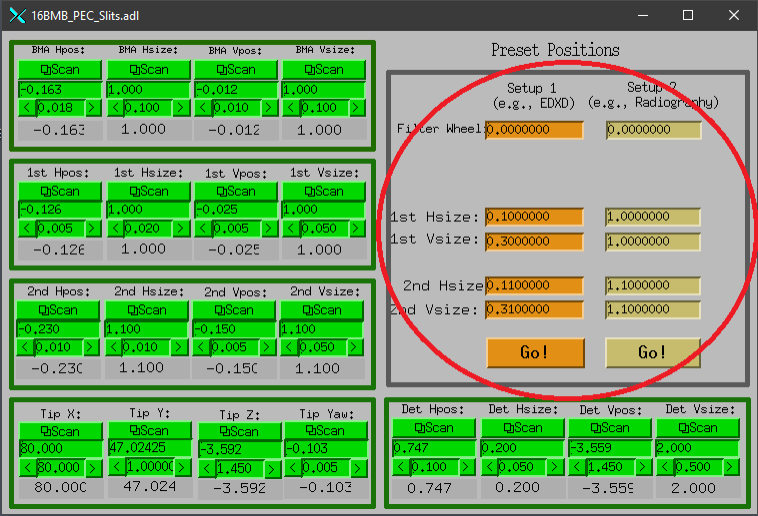 16BMB_PEC_Slits.adl
BMA Hpos: BMA Hsize: BMA Vpos: BMA Vsize:
Scan Scan Scan Scan
-0.163 1.000 -0.012 1.000
< 0.018 > < 0.100 > < 0.010 > < 0.100 >
-0.163 1.000 -0.012 1.000
1st Hpos: 1st Hsize: 1st Vpos: 1st Vsize:
Scan Scan Scan Scan
-0.126 1.000 -0.025 1.000
< 0.005 > < 0.020 > < 0.005 > < 0.050 >
-0.126 1.000 -0.025 1.000
2nd Hpos: 2nd Hsize: 2nd Vpos: 2nd Vsize:
Scan Scan Scan Scan
-0.230 1.100 -0.150 1.100
< 0.010 > < 0.010 > < 0.005 > < 0.050 >
-0.230 1.100 -0.150 1.100
Tip X: Tip Y: Tip Z: Tip Yaw:
Scan Scan Scan Scan
80.000 47.02425 -3.592 -0.103
< 80.000 > < 1.00000 > < 1.450 > < 0.005 >
80.000 47.024 -3.592 -0.103
Preset Positions
Setup 1 Setup 2
(e.g., EDXD) (e.g., Radiography)
Filter Wheel: 0.0000000 0.0000000
1st Hsize: 0.1000000 1.0000000
1st Vsize: 0.3000000 1.0000000
2nd Hsize 0.1100000 1.1000000
2nd Vsize: 0.3100000 1.1000000
Go! Go!
Det Hpos: Det Hsize: Det Vpos: Det Vsize:
Scan Scan Scan Scan
0.747 0.200 -3.559 2.000
< 0.100 > < 0.050 > < 1.450 > < 0.500 >
0.747 0.200 -3.559 2.000